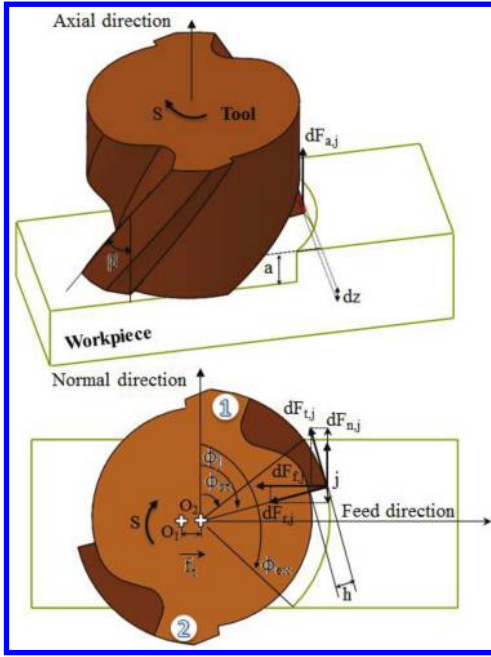 Axial direction
S
Tool
dFa,j
β
a
dz
Workpiece
Normal direction
1
dFt,j
dFn,j
ϕj
ϕst
dFf,j
j
dFr,j
S
O2
O1
Feed direction
ft
ϕex
h
2